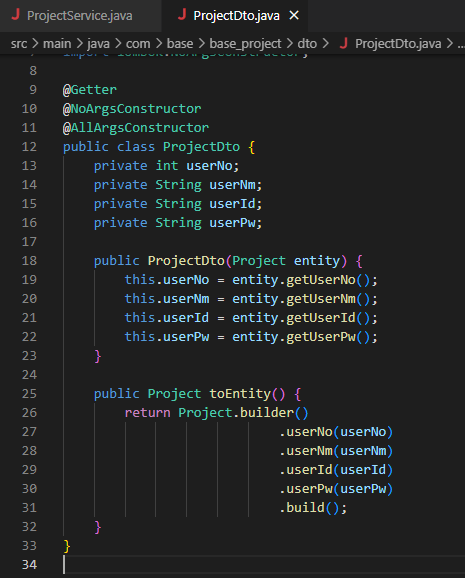 ProjectService.java
ProjectDto.java ×
src > main > java > com > base > base_project > dto > ProjectDto.java > ...
import lombok.NoArgsConstructor;
8
9 @Getter
10 @NoArgsConstructor
11 @AllArgsConstructor
12 public class ProjectDto {
13     private int userNo;
14     private String userNm;
15     private String userId;
16     private String userPw;
17
18     public ProjectDto(Project entity) {
19         this.userNo = entity.getUserNo();
20         this.userNm = entity.getUserNm();
21         this.userId = entity.getUserId();
22         this.userPw = entity.getUserPw();
23     }
24
25     public Project toEntity() {
26         return Project.builder()
27                             .userNo(userNo)
28                             .userNm(userNm)
29                             .userId(userId)
30                             .userPw(userPw)
31                             .build();
32     }
33 }
34